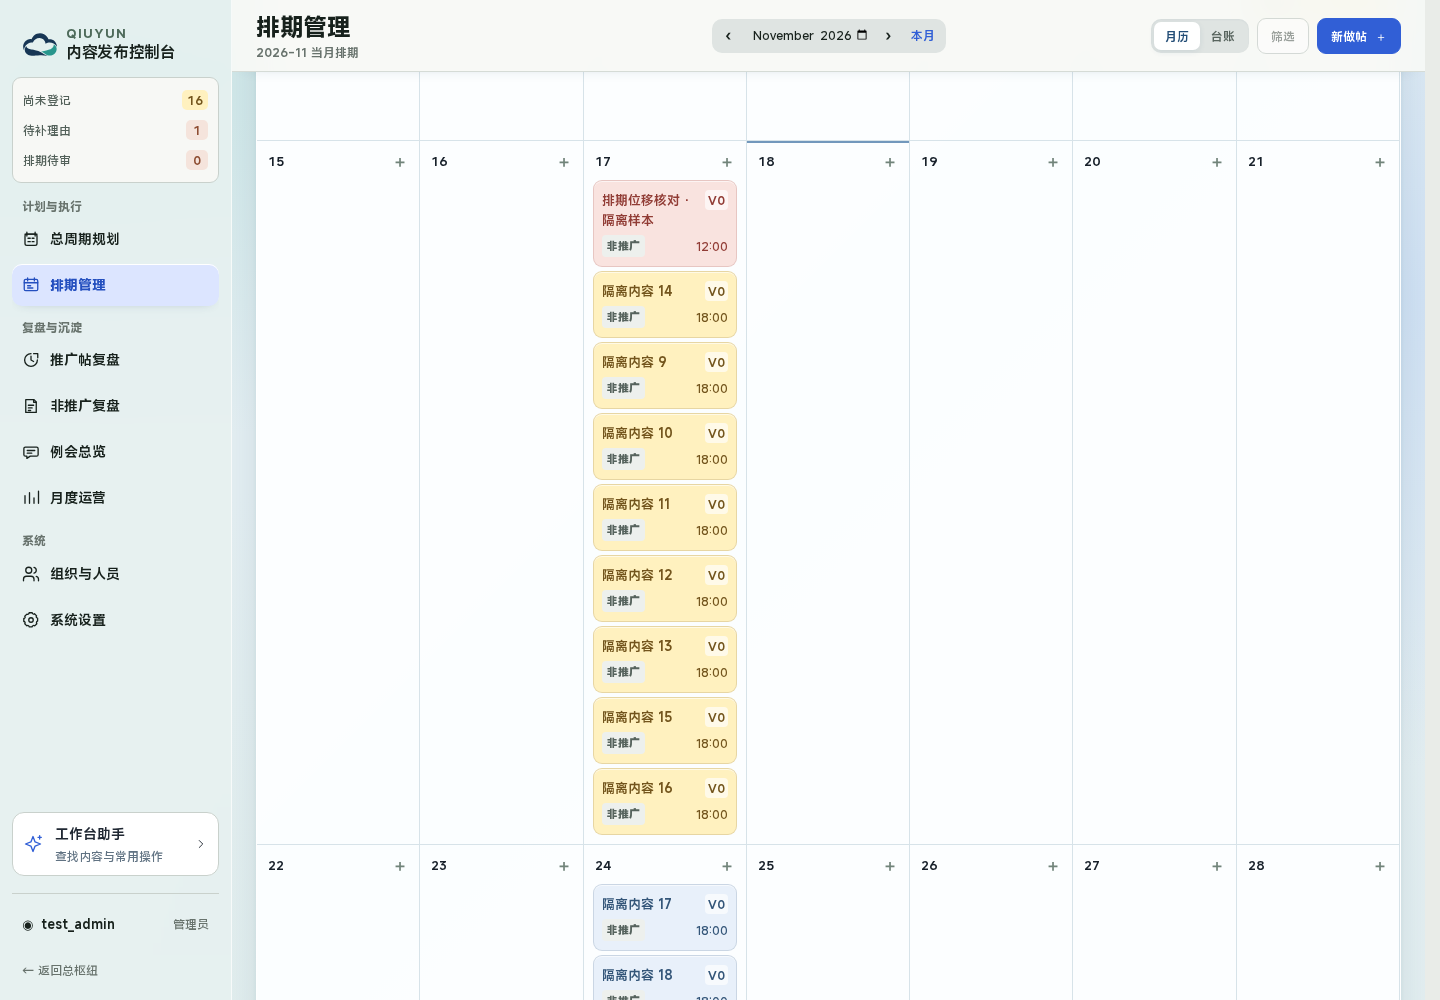 QIUYUN
内容发布控制台
尚未登记 16
待补理由 1
排期待审 0
计划与执行
总周期规划
排期管理
复盘与沉淀
推广帖复盘
非推广复盘
例会总览
月度运营
系统
组织与人员
系统设置
工作台助手
查找内容与常用操作
test_admin 管理员
← 返回总枢纽
排期管理
2026-11 当月排期
‹ November 2026 › 本月
月历 台账 筛选 新做帖 +
15 + 16 + 17 + 18 + 19 + 20 + 21 +
排期位移核对 · V0
隔离样本
非推广 12:00
隔离内容 14 V0
非推广 18:00
隔离内容 9 V0
非推广 18:00
隔离内容 10 V0
非推广 18:00
隔离内容 11 V0
非推广 18:00
隔离内容 12 V0
非推广 18:00
隔离内容 13 V0
非推广 18:00
隔离内容 15 V0
非推广 18:00
隔离内容 16 V0
非推广 18:00
22 + 23 + 24 + 25 + 26 + 27 + 28 +
隔离内容 17 V0
非推广 18:00
隔离内容 18 V0
非推广 18:00